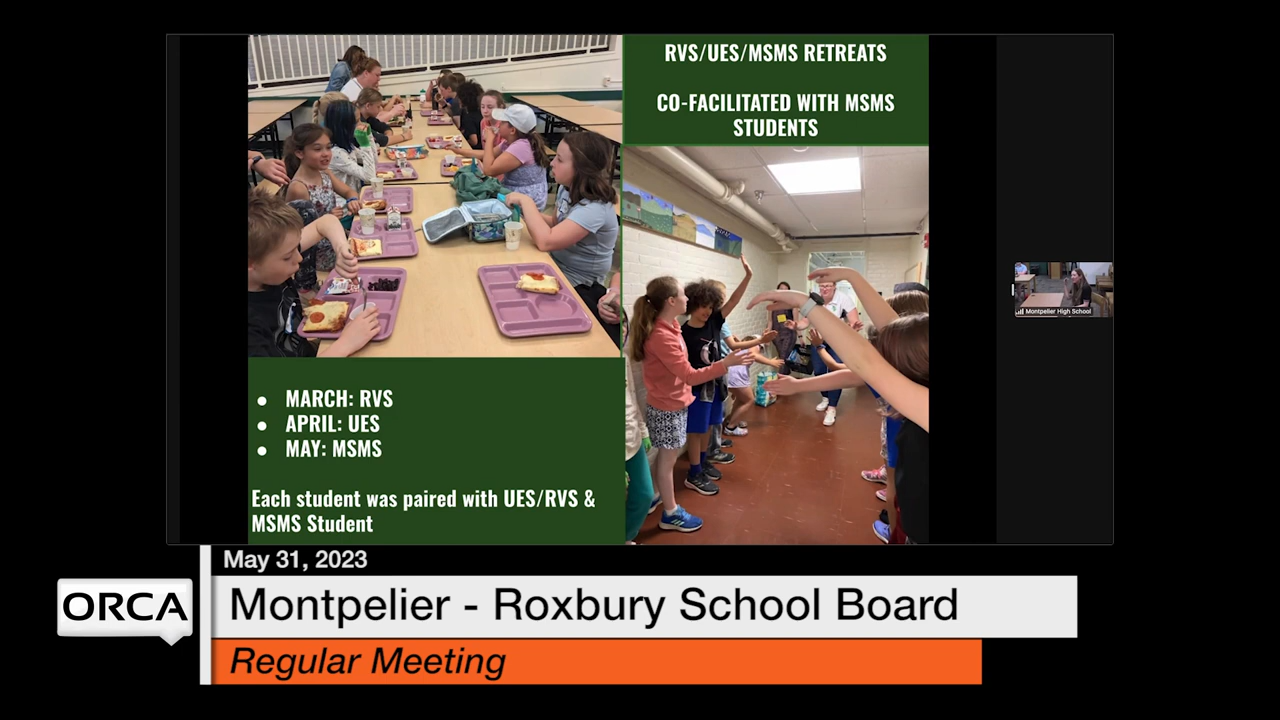 RVS/UES/MSMS RETREATS
CO-FACILITATED WITH MSMS
STUDENTS
● MARCH: RVS
● APRIL: UES
● MAY: MSMS
Each student was paired with UES/RVS &
MSMS Student
Montpelier High School
May 31, 2023
ORCA
Montpelier - Roxbury School Board
Regular Meeting